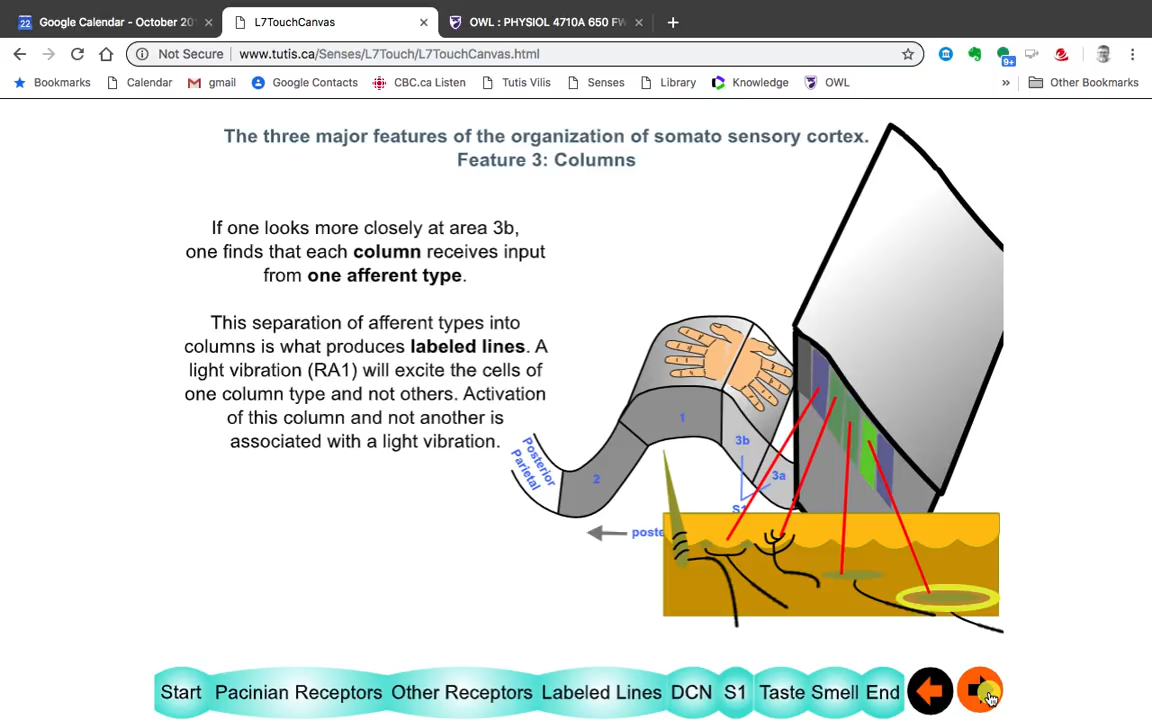 Google Calendar - October 20
L7TouchCanvas
OWL : PHYSIOL 4710A 650 FW
Not Secure
www.tutis.ca/Senses/L7Touch/L7TouchCanvas.html
9+
Bookmarks
Calendar
gmail
Google Contacts
CBC.ca Listen
Tutis Vilis
Senses
Library
Knowledge
OWL
»
Other Bookmarks
The three major features of the organization of somato sensory cortex.
Feature 3: Columns
If one looks more closely at area 3b,
one finds that each column receives input
from one afferent type.
This separation of afferent types into
columns is what produces labeled lines. A
light vibration (RA1) will excite the cells of
one column type and not others. Activation
of this column and not another is
associated with a light vibration.
Posterior
Parietal
2
1
3b
3a
S1
poste
Start
Pacinian Receptors
Other Receptors
Labeled Lines
DCN
S1
Taste
Smell
End